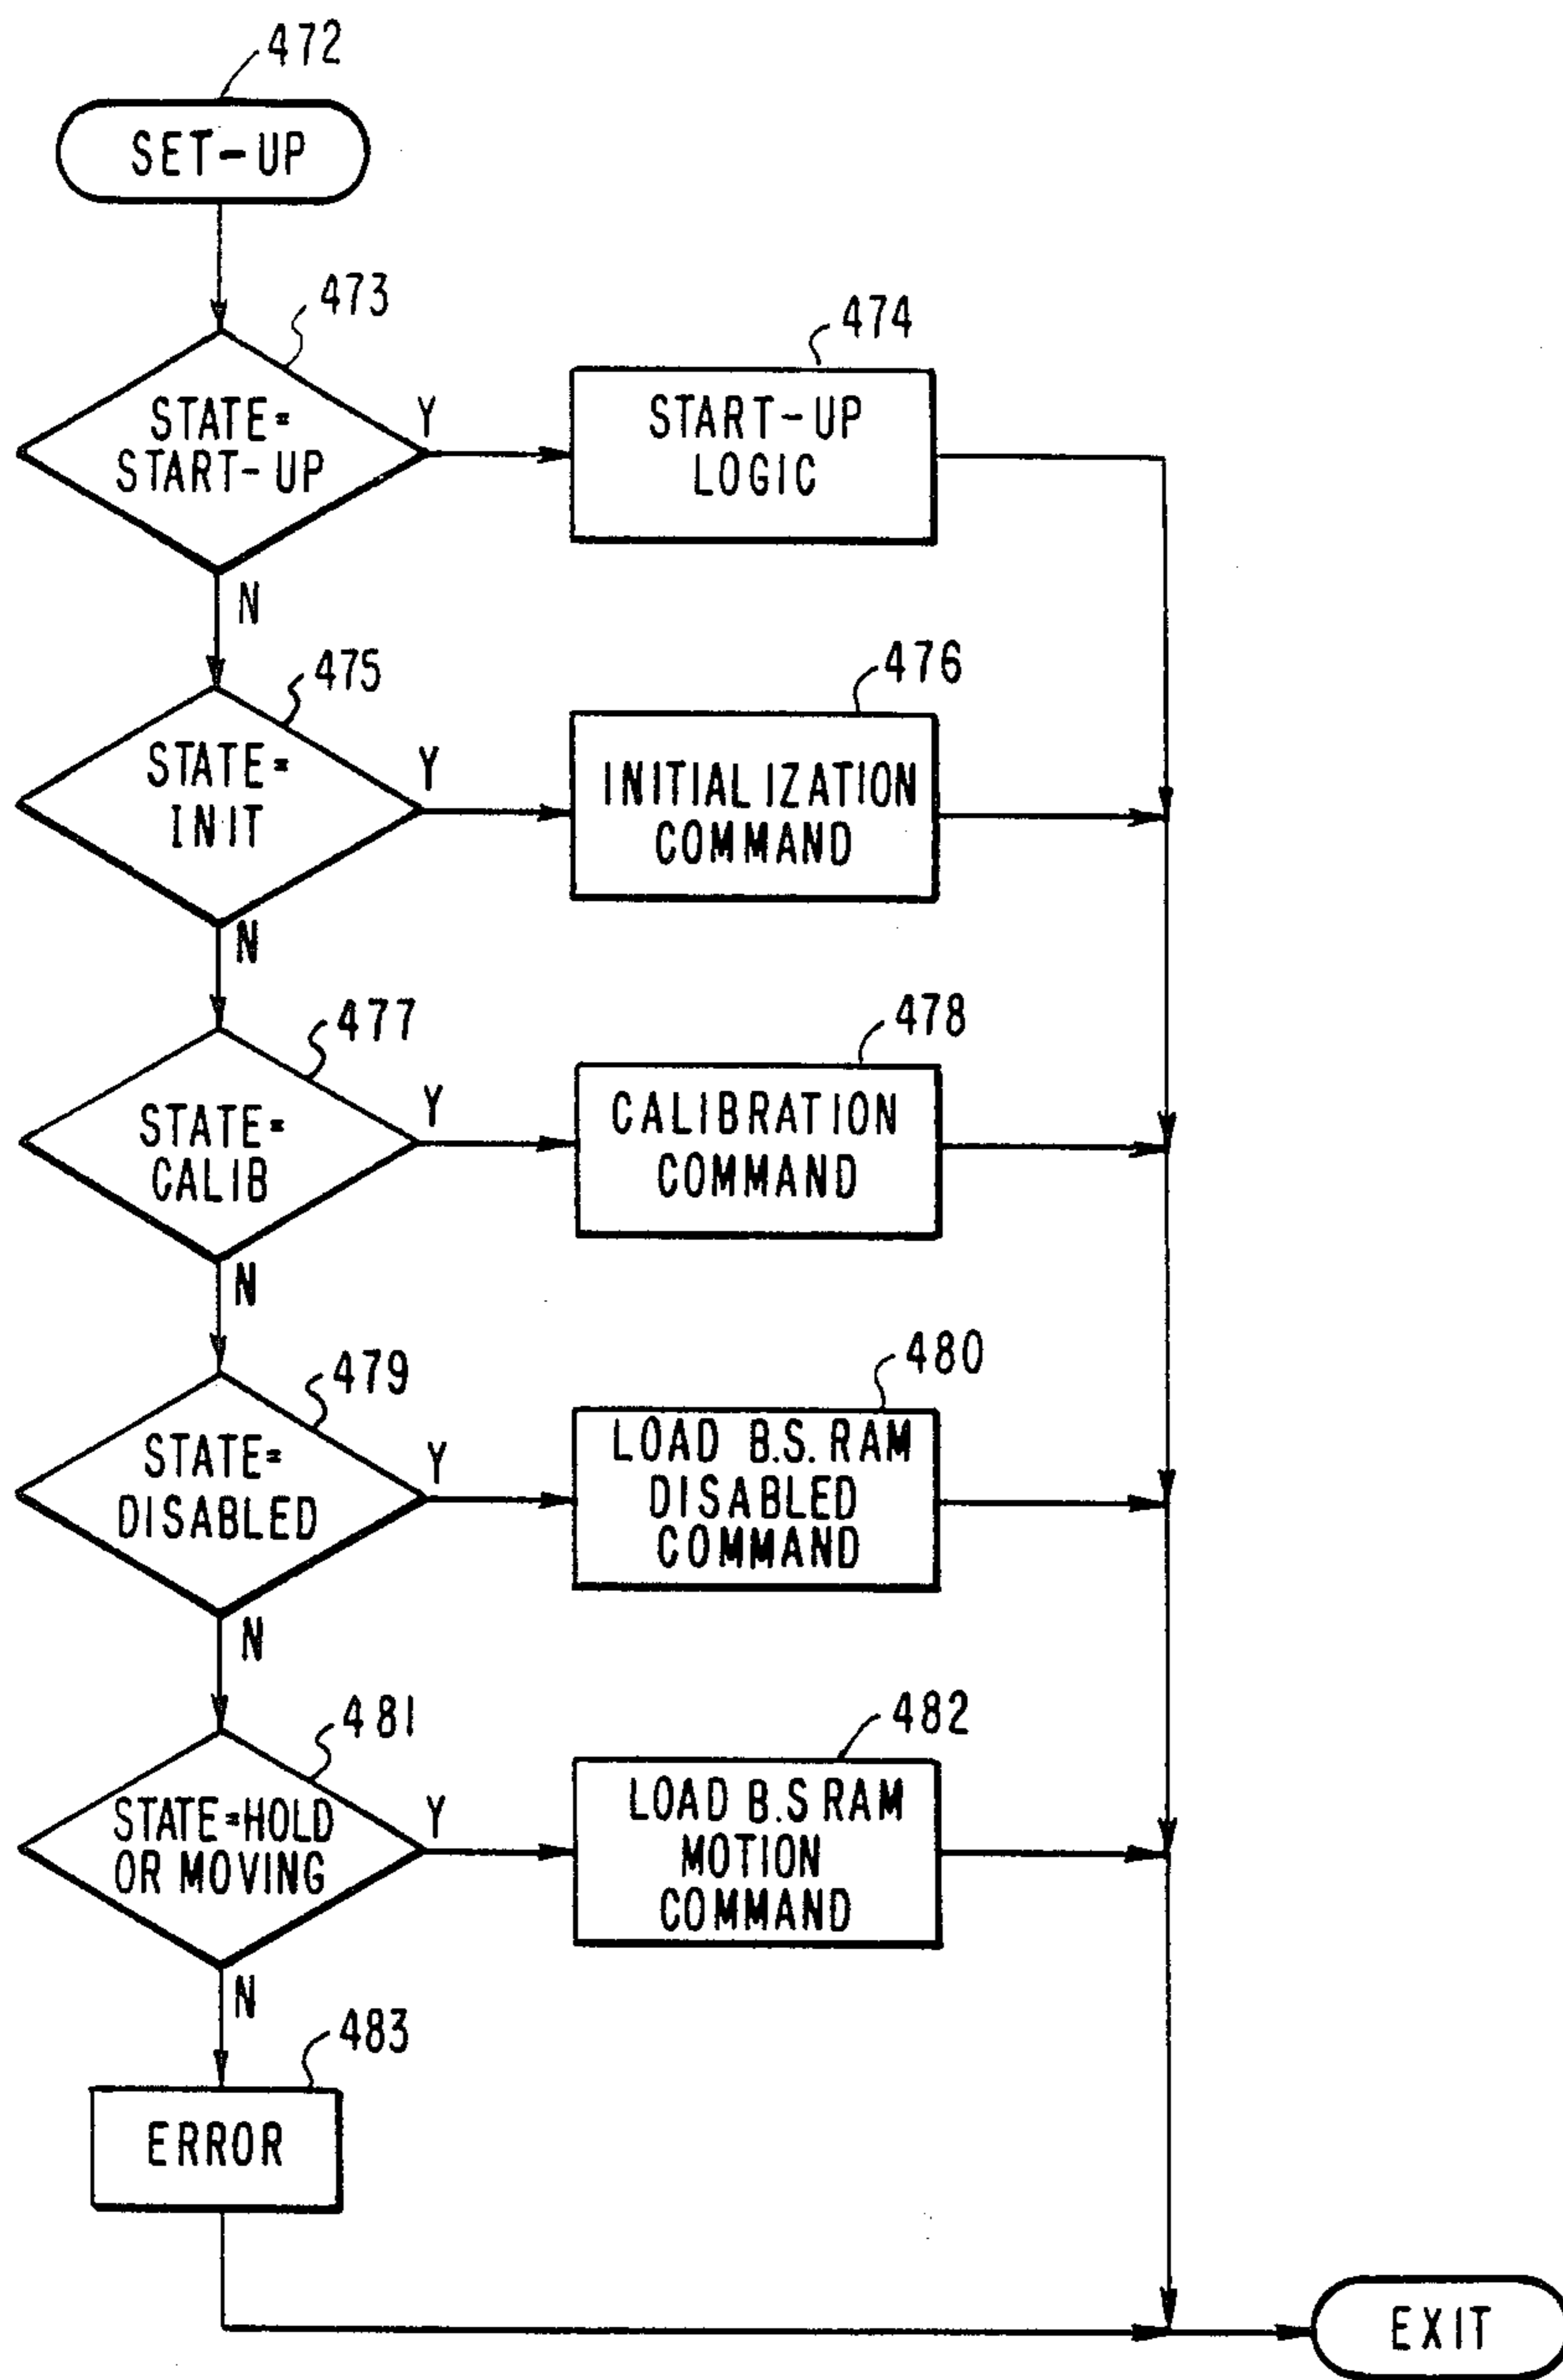 472
SET-UP
473
STATE=
START-UP
Y
474
START-UP
LOGIC
N
475
STATE=
INIT
Y
476
INITIALIZATION
COMMAND
N
477
STATE=
CALIB
Y
478
CALIBRATION
COMMAND
N
479
STATE=
DISABLED
Y
480
LOAD B.S. RAM
DISABLED
COMMAND
N
481
STATE=HOLD
OR MOVING
Y
482
LOAD B.S RAM
MOTION
COMMAND
N
483
ERROR
EXIT